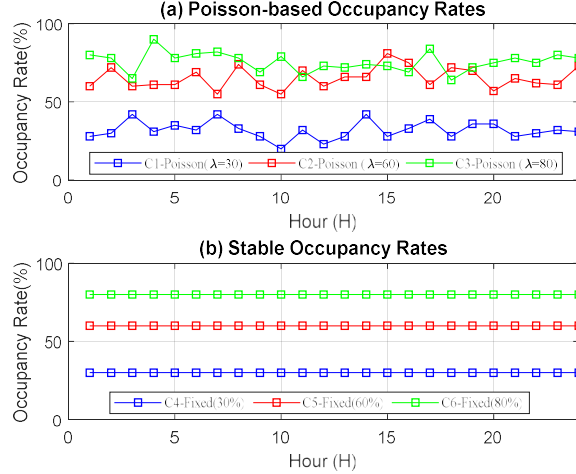 (a) Poisson-based Occupancy Rates
Occupancy Rate(%)
100
50
0
C1-Poisson(λ=30) C2-Poisson (λ=60) C3-Poisson (λ=80)
0 5 10 15 20
Hour (H)
(b) Stable Occupancy Rates
Occupancy Rate(%)
100
50
0
C4-Fixed(30%) C5-Fixed(60%) C6-Fixed(80%)
0 5 10 15 20
Hour (H)